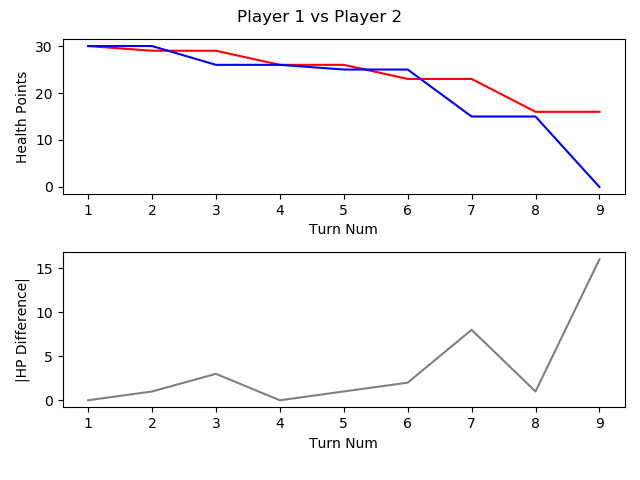 Player 1 vs Player 2
30
20
10
0
Health Points
1 2 3 4 5 6 7 8 9
Turn Num
15
10
5
0
|HP Difference|
1 2 3 4 5 6 7 8 9
Turn Num